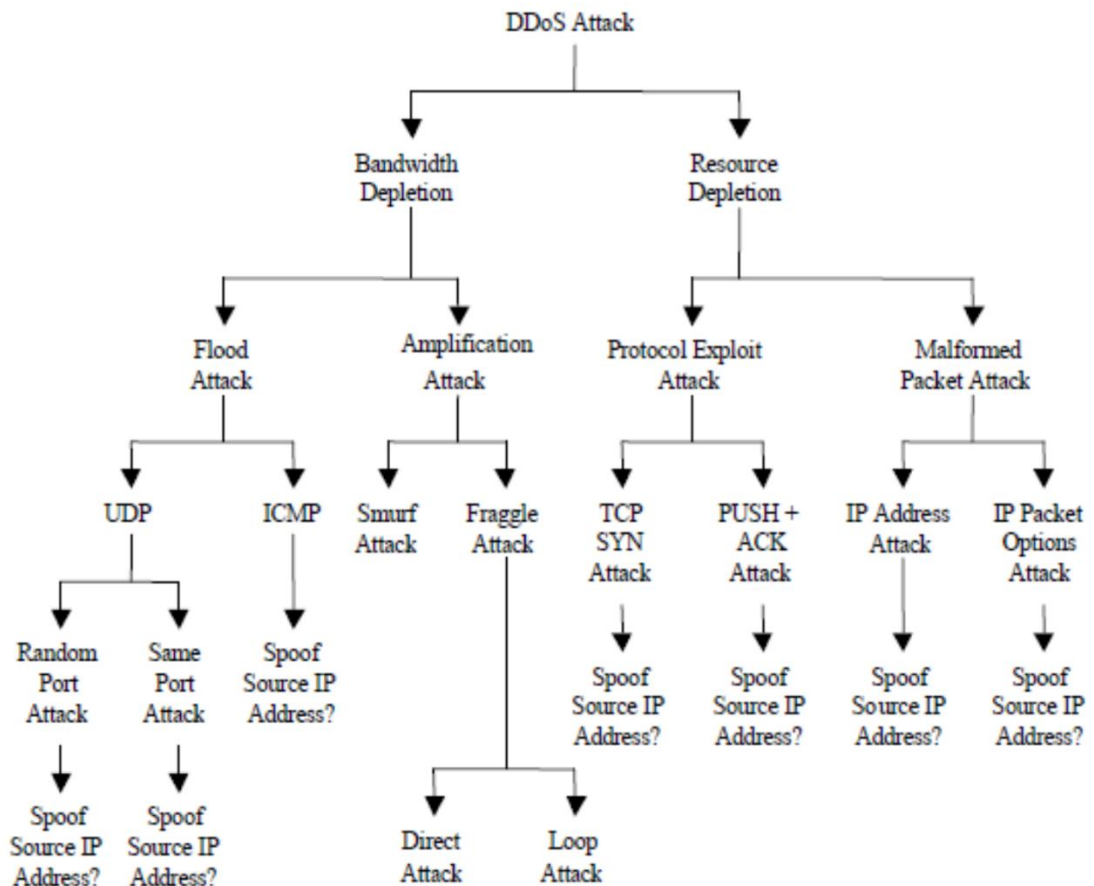 DDoS Attack
Bandwidth
Depletion
Resource
Depletion
Flood
Attack
Amplification
Attack
Protocol Exploit
Attack
Malformed
Packet Attack
UDP
ICMP
Smurf
Attack
Fraggle
Attack
TCP
SYN
Attack
PUSH +
ACK
Attack
IP Address
Attack
IP Packet
Options
Attack
Random
Port
Attack
Same
Port
Attack
Spoof
Source IP
Address?
Spoof
Source IP
Address?
Spoof
Source IP
Address?
Spoof
Source IP
Address?
Spoof
Source IP
Address?
Spoof
Source IP
Address?
Spoof
Source IP
Address?
Direct
Attack
Loop
Attack